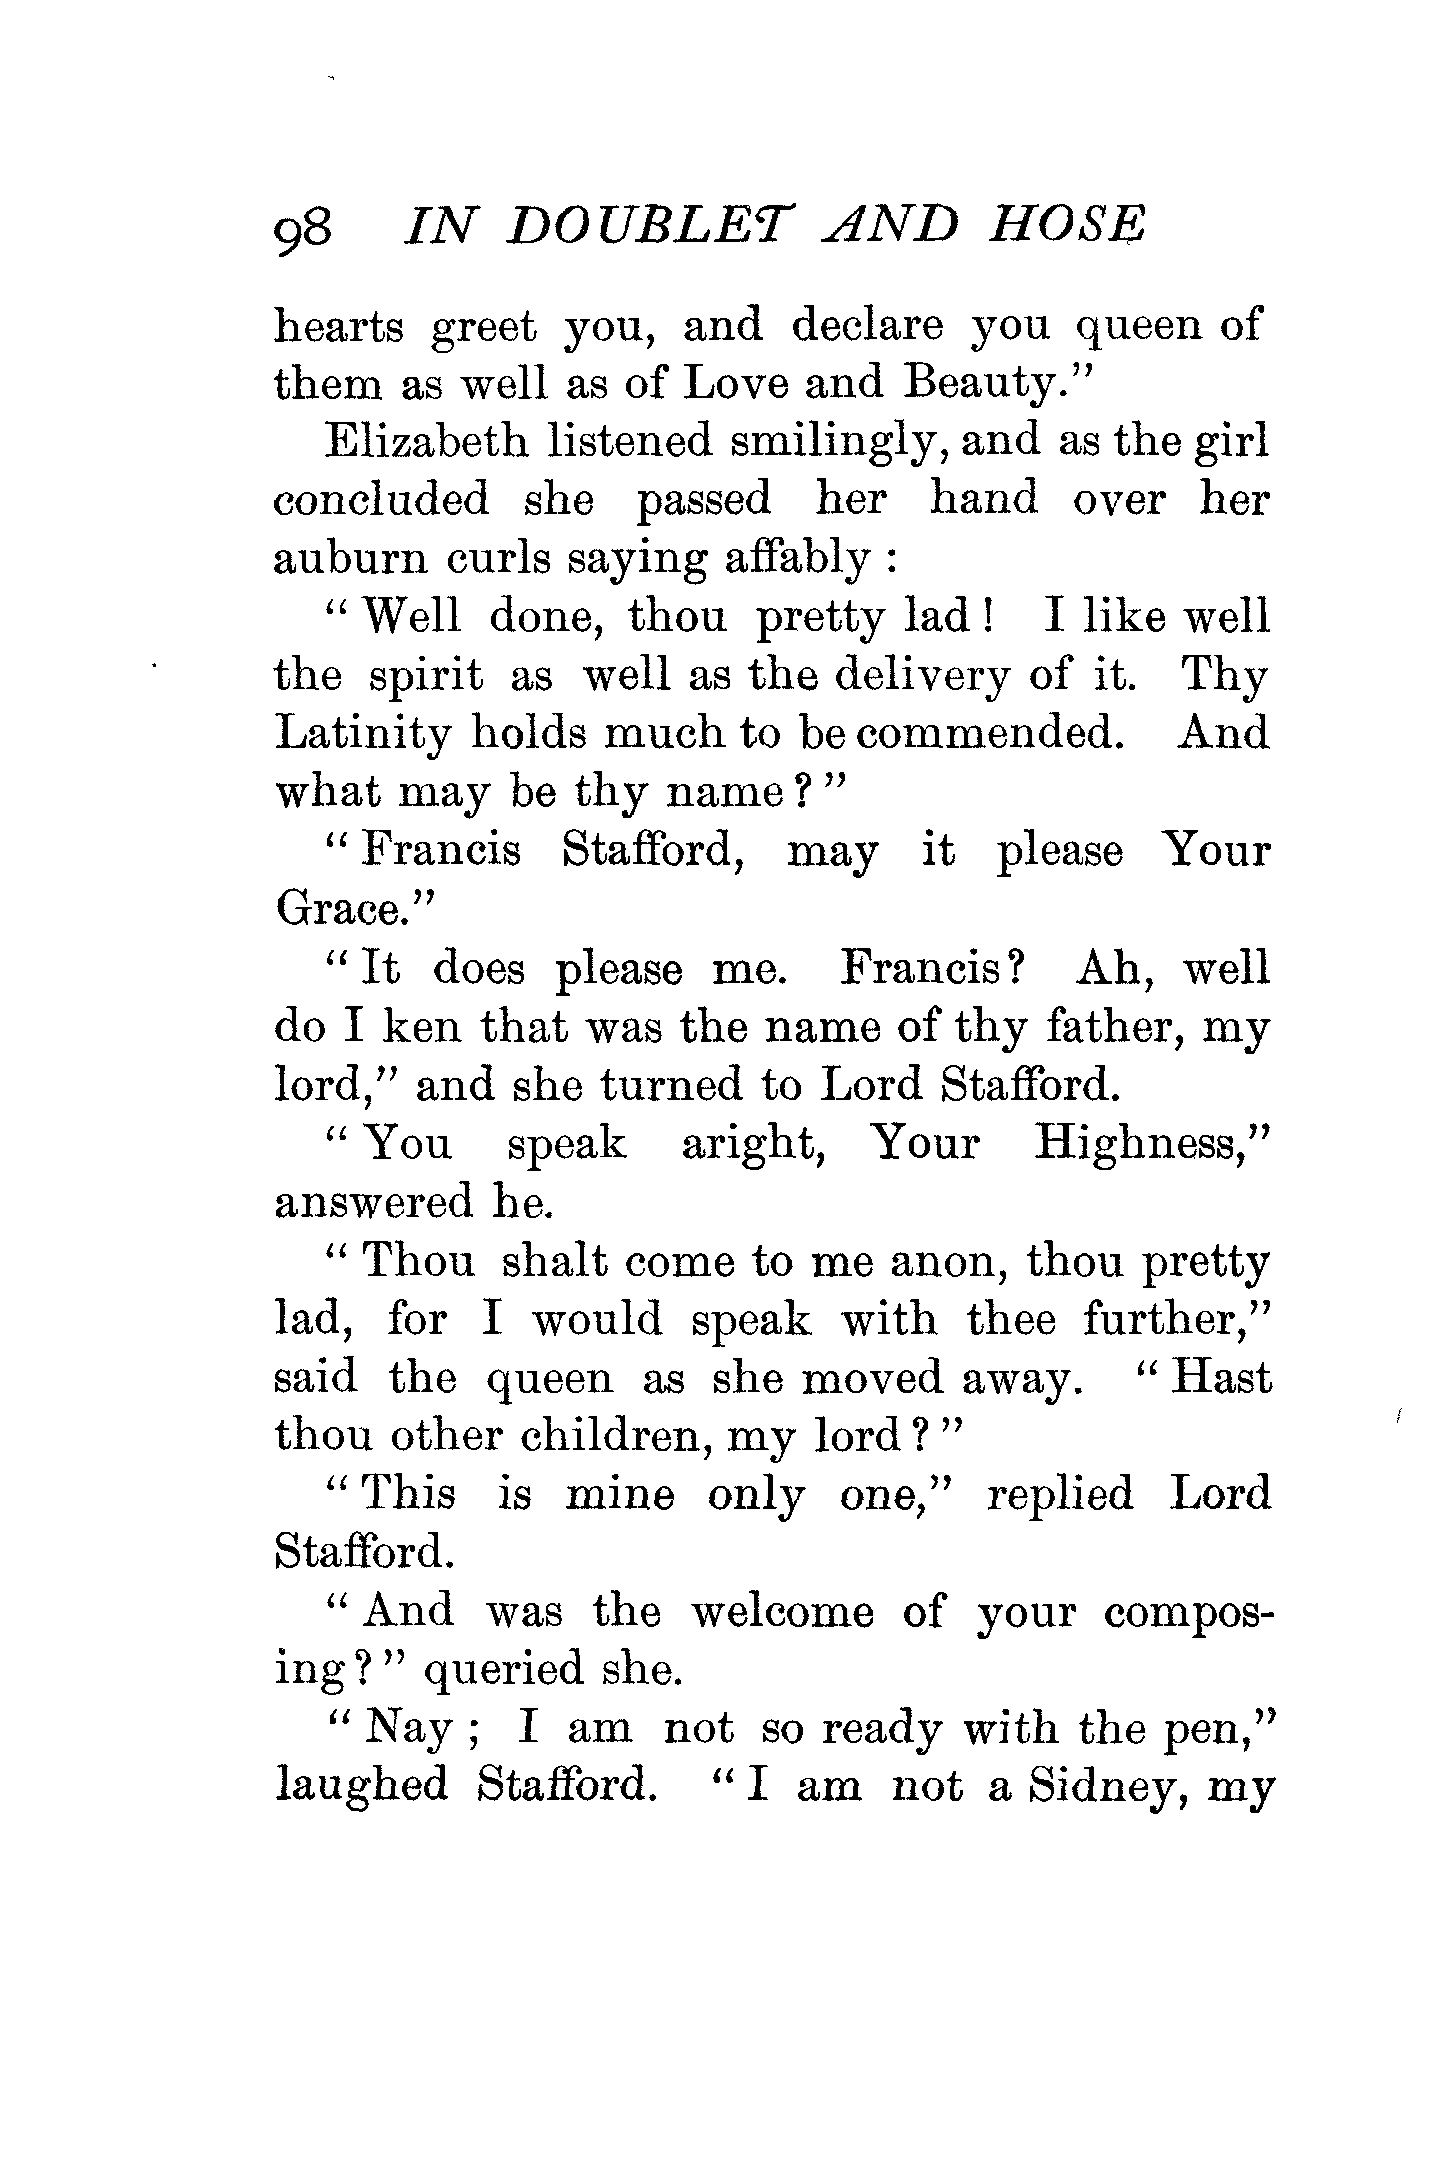 98 IN DOUBLET AND HOSE
hearts greet you, and declare you queen of
them as well as of Love and Beauty.”
Elizabeth listened smilingly, and as the girl
concluded she passed her hand over her
auburn curls saying affably :
“ Well done, thou pretty lad ! I like well
the spirit as well as the delivery of it. Thy
Latinity holds much to be commended. And
what may be thy name ? ”
“ Francis Stafford, may it please Your
Grace.”
“ It does please me. Francis? Ah, well
do I ken that was the name of thy father, my
lord,” and she turned to Lord Stafford.
“ You speak aright, Your Highness,”
answered he.
“ Thou shalt come to me anon, thou pretty
lad, for I would speak with thee further,”
said the queen as she moved away. “ Hast
thou other children, my lord ? ”
“ This is mine only one,” replied Lord
Stafford.
“ And was the welcome of your compos-
ing ? ” queried she.
“ Nay ; I am not so ready with the pen,”
laughed Stafford. “ I am not a Sidney, my